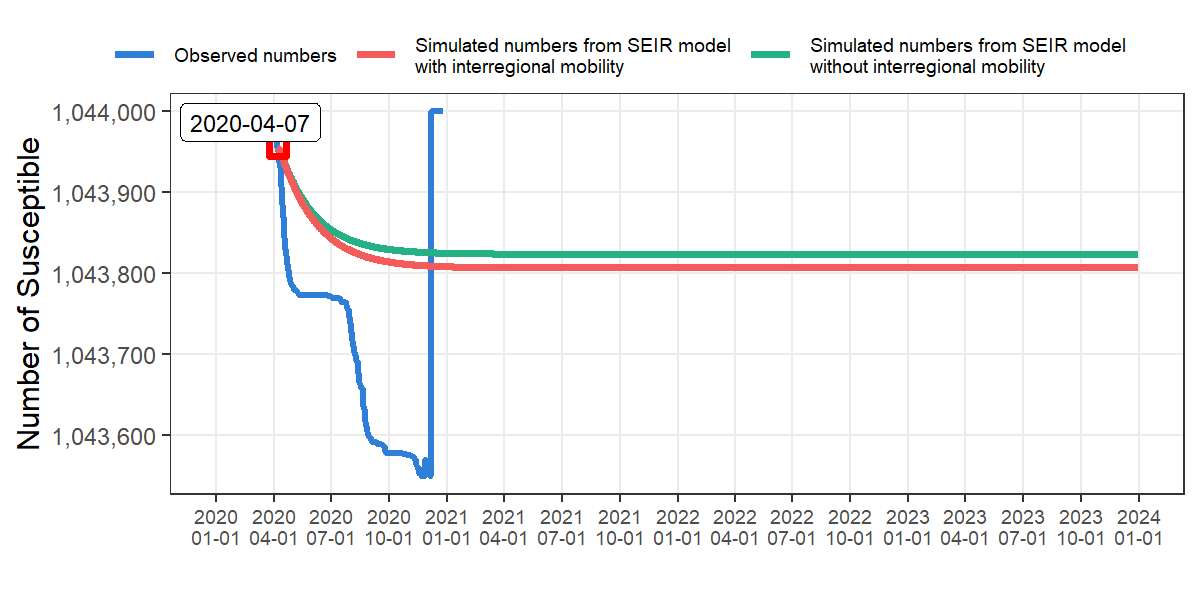 Observed numbers
Simulated numbers from SEIR model
with interregional mobility
Simulated numbers from SEIR model
without interregional mobility
Number of Susceptible
1,044,000
1,043,900
1,043,800
1,043,700
1,043,600
2020-04-07
2020 2020 2020 2020 2021 2021 2021 2021 2022 2022 2022 2022 2023 2023 2023 2023 2024
01-01 04-01 07-01 10-01 01-01 04-01 07-01 10-01 01-01 04-01 07-01 10-01 01-01 04-01 07-01 10-01 01-01